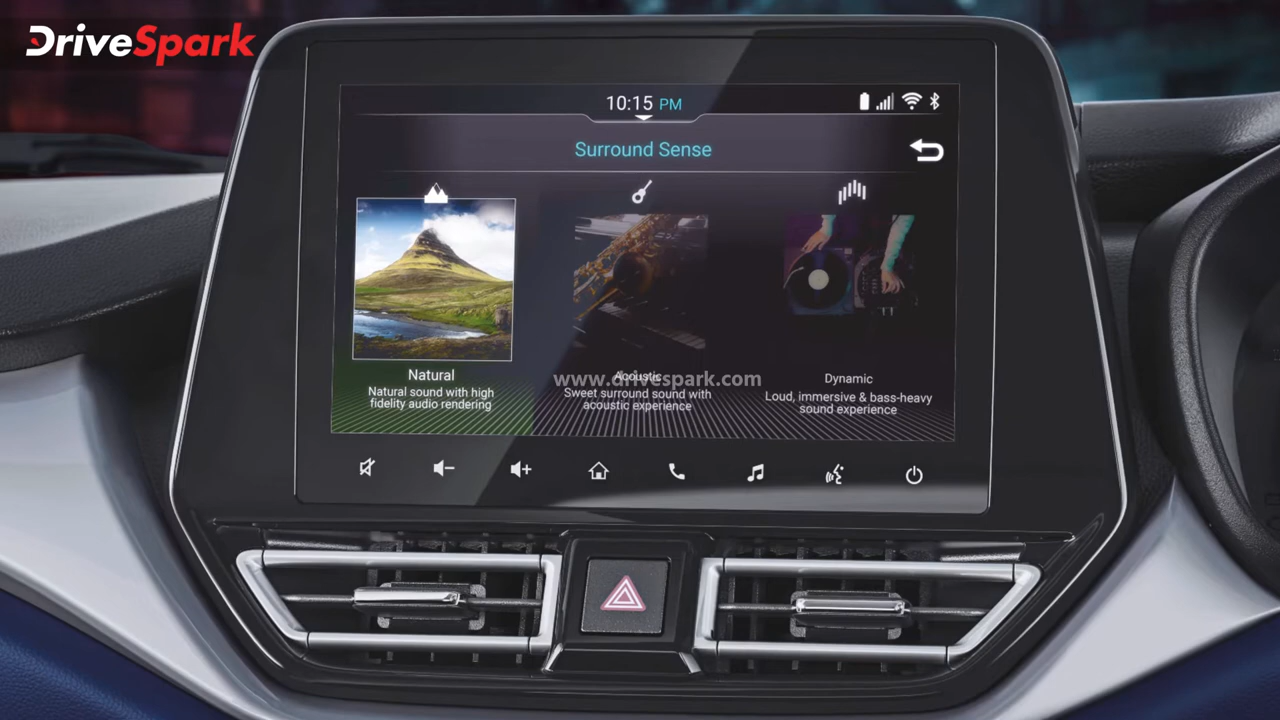 DriveSpark
10:15 PM
Surround Sense
Natural
Natural sound with high
fidelity audio rendering
Acoustic
Sweet surround sound with
acoustic experience
Dynamic
Loud, immersive & bass-heavy
sound experience
www.drivespark.com